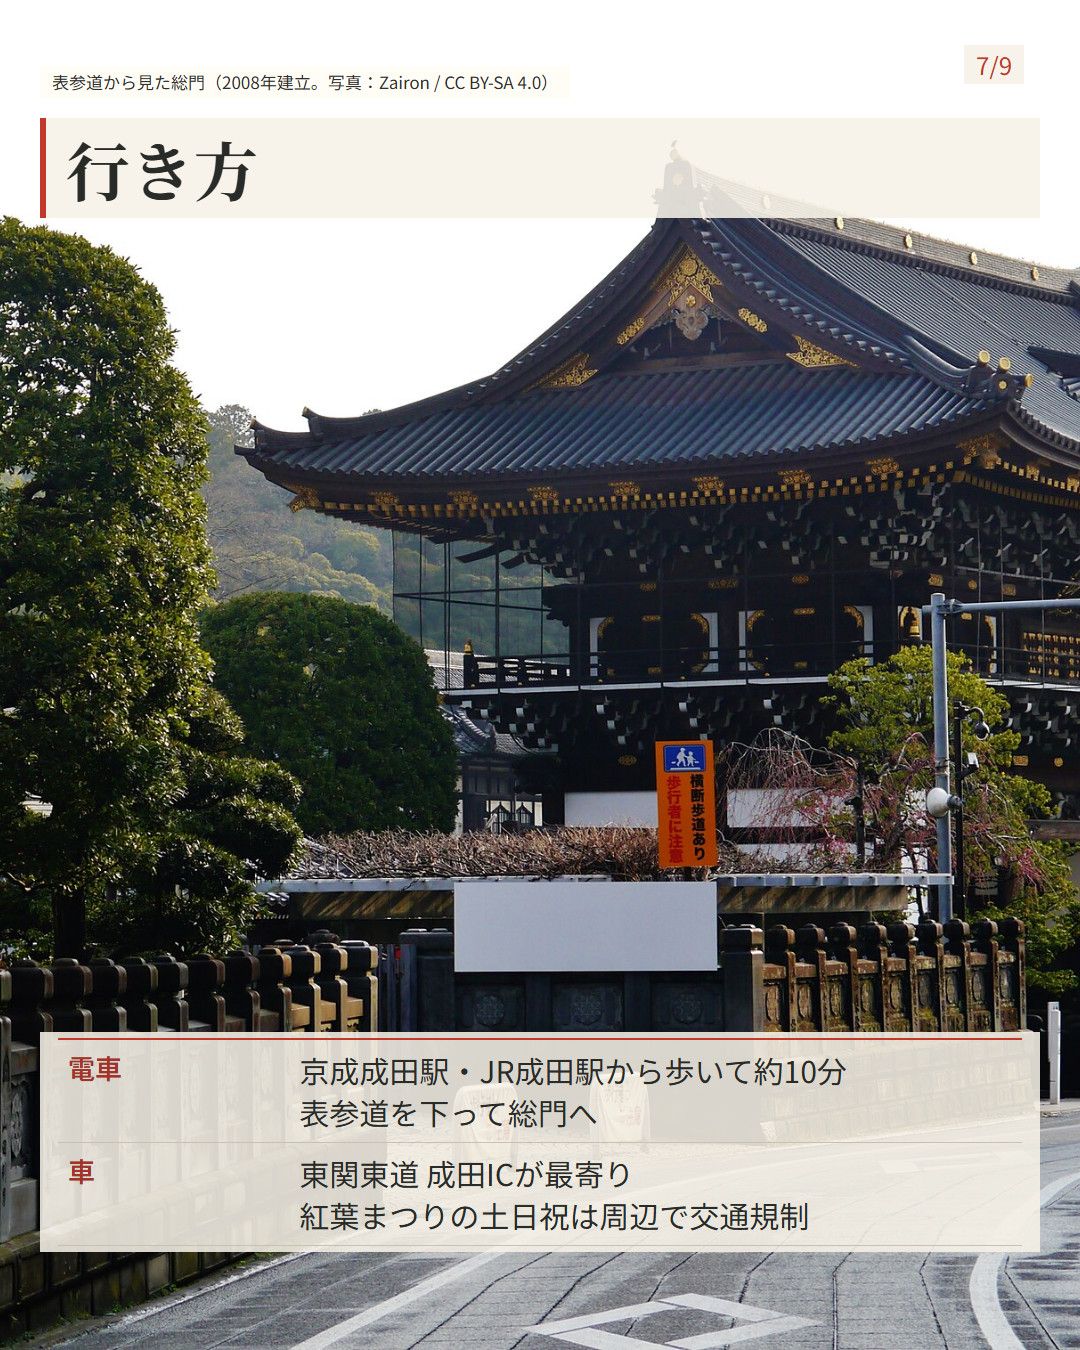 表参道から見た総門（2008年建立。写真：Zairon / CC BY-SA 4.0）
7/9
行き方
横断歩道あり
歩行者に注意
電車
京成成田駅・JR成田駅から歩いて約10分
表参道を下って総門へ
車
東関東道 成田ICが最寄り
紅葉まつりの土日祝は周辺で交通規制